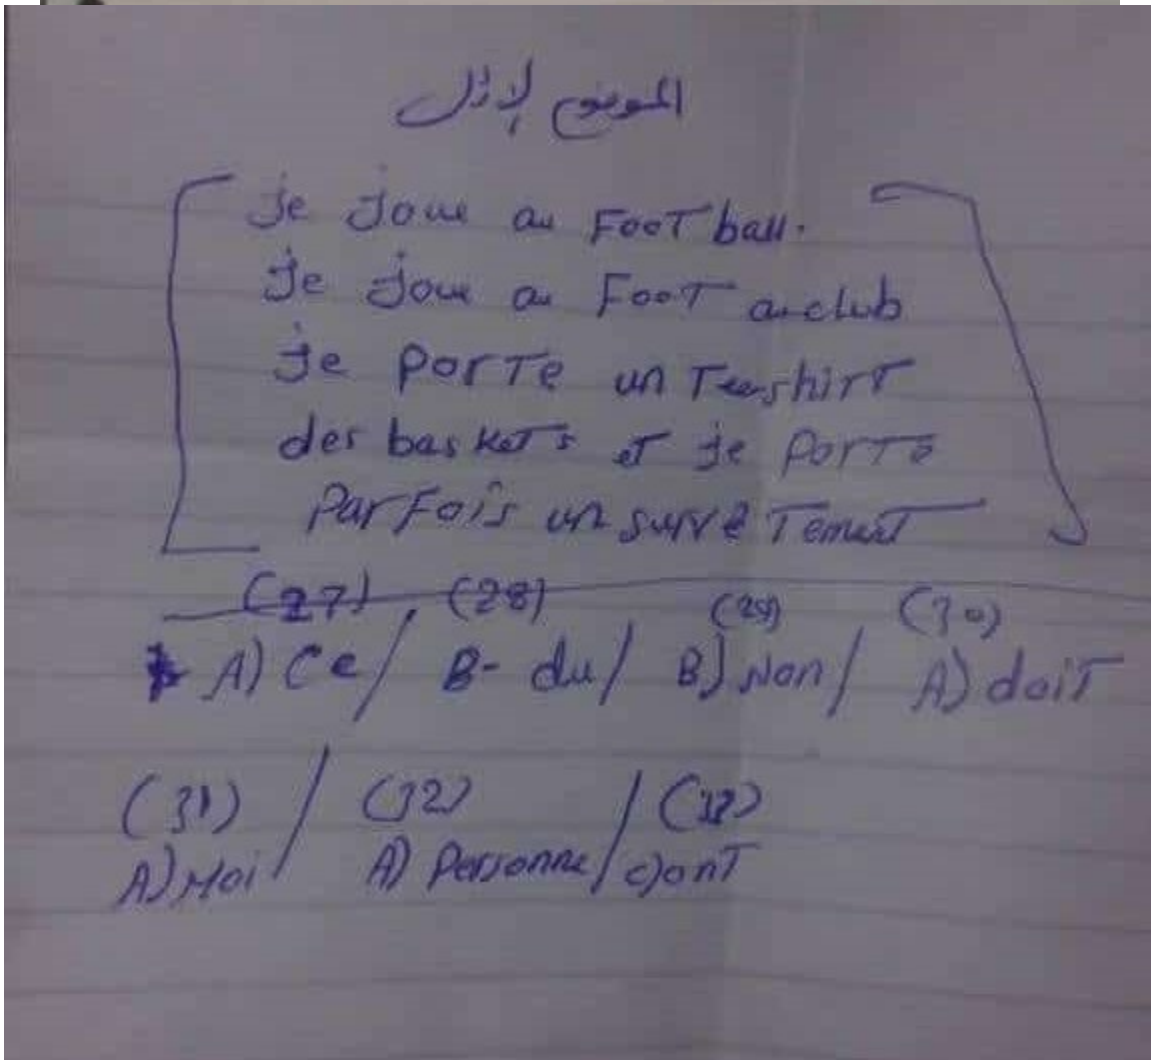 الموضوع الاول
je joue au FooTball.
je joue au FooT au club
je PorTe un Tee-shirT
des baskeTs eT je PorTe
ParFois un survêTemenT
(27) (28) (29) (30)
A) Ce / B- du / B) Non / A) doiT
(31) / (32) / (33)
A) Moi / A) Personne / c) onT